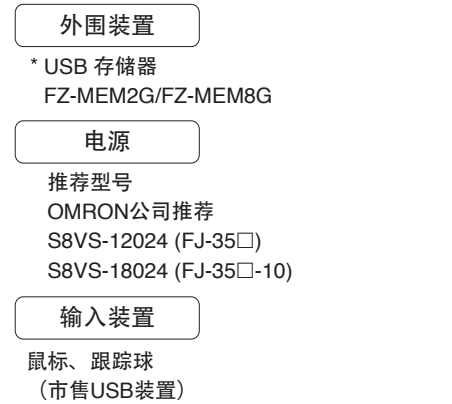 外围装置
* USB 存储器
FZ-MEM2G/FZ-MEM8G
电源
推荐型号
OMRON公司推荐
S8VS-12024 (FJ-35□)
S8VS-18024 (FJ-35□-10)
输入装置
鼠标、跟踪球
（市售USB装置）